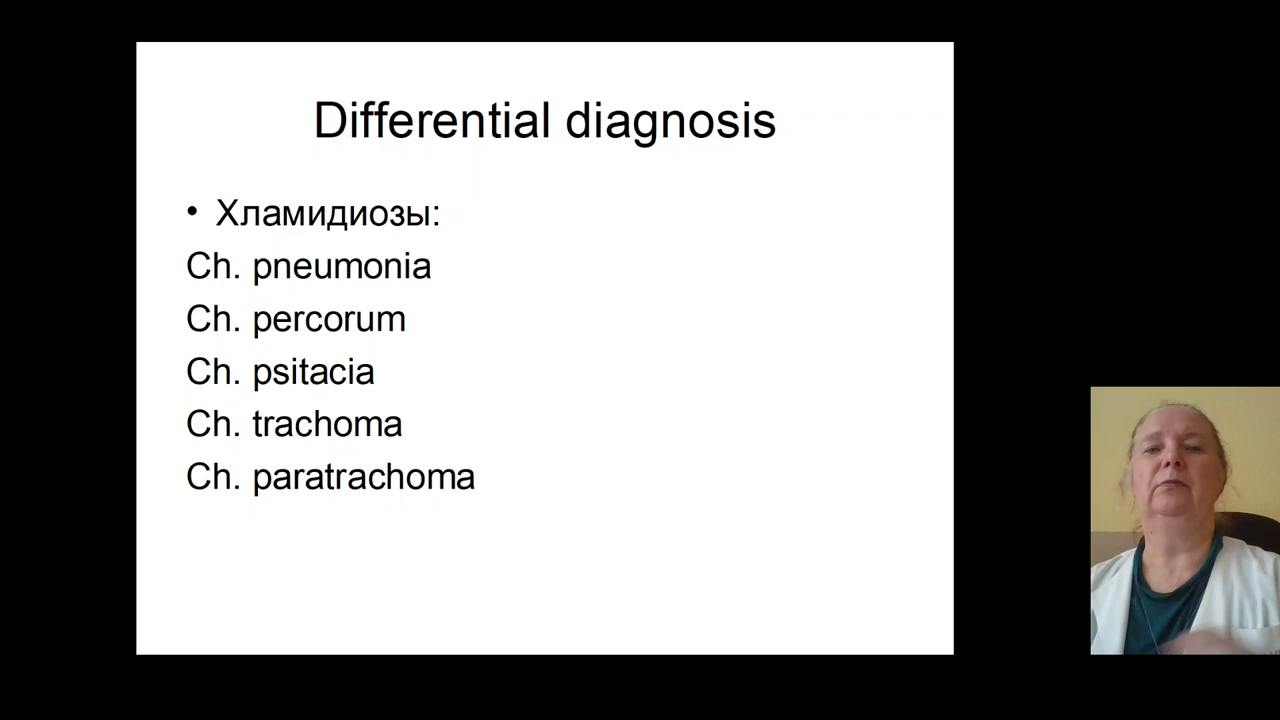 Differential diagnosis
• Хламидиозы:
Ch. pneumonia
Ch. percorum
Ch. psitacia
Ch. trachoma
Ch. paratrachoma